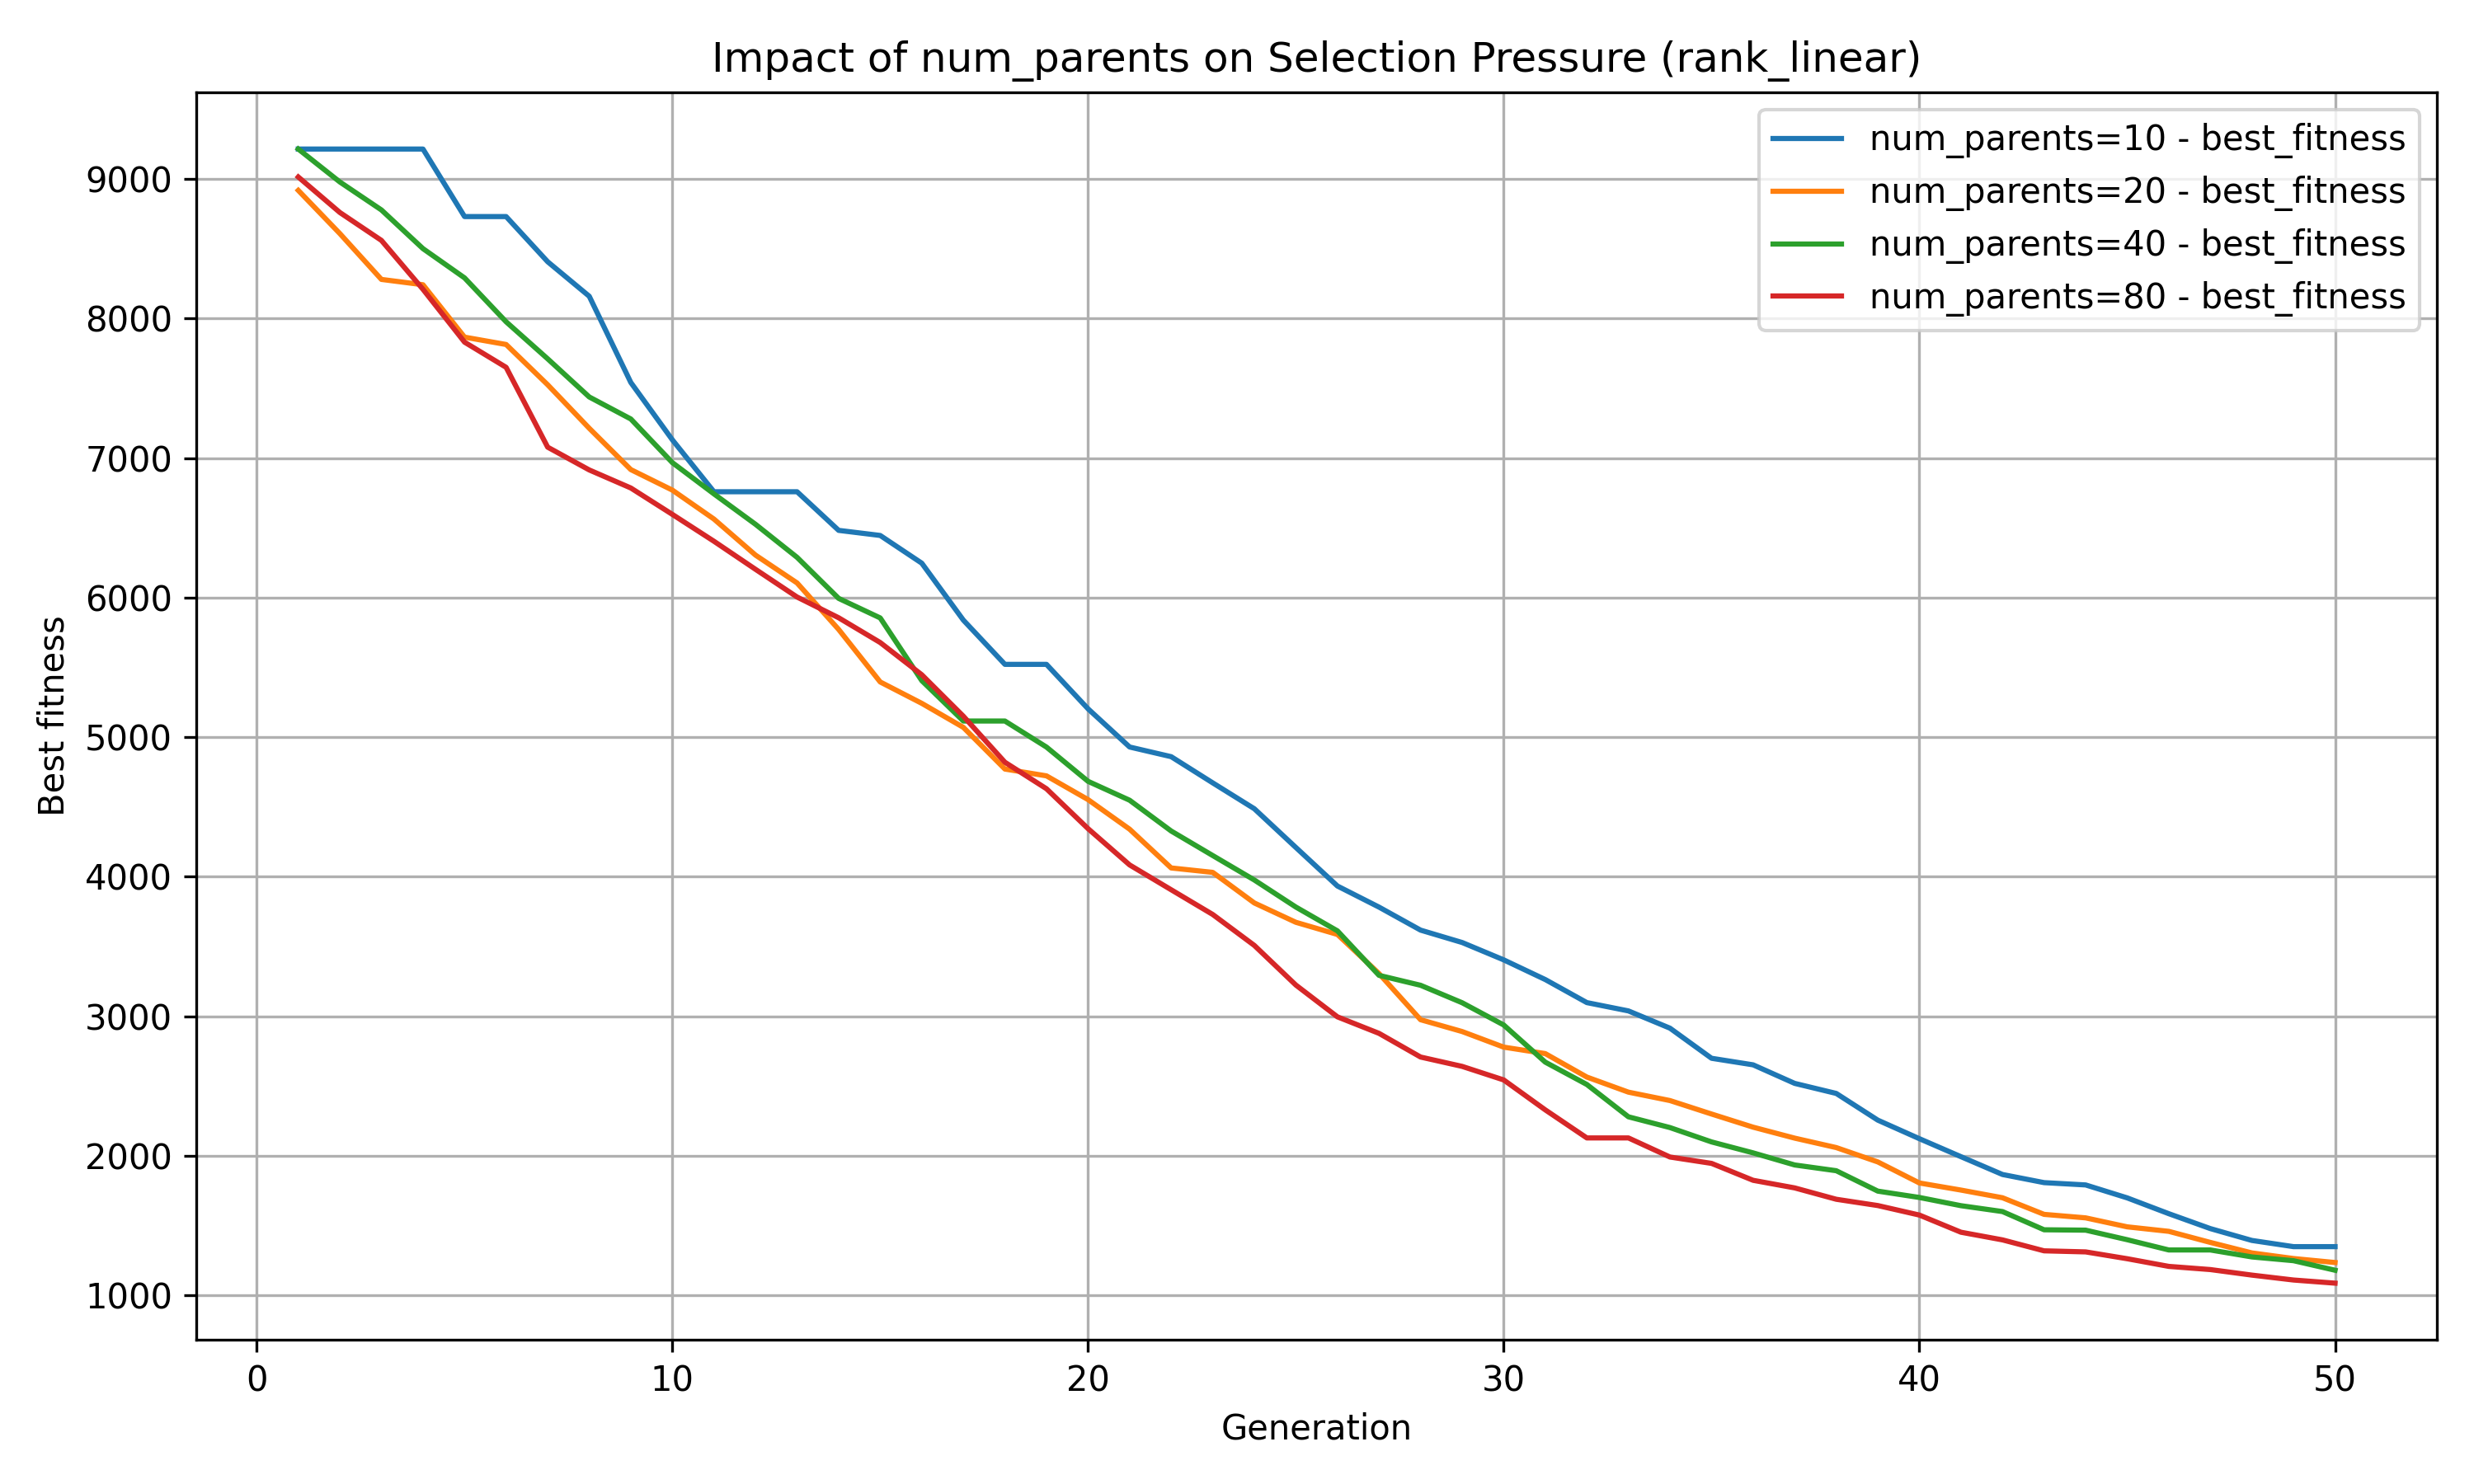 Impact of num_parents on Selection Pressure (rank_linear)
num_parents=10 - best_fitness
num_parents=20 - best_fitness
num_parents=40 - best_fitness
num_parents=80 - best_fitness
Best fitness
9000
8000
7000
6000
5000
4000
3000
2000
1000
0 10 20 30 40 50
Generation